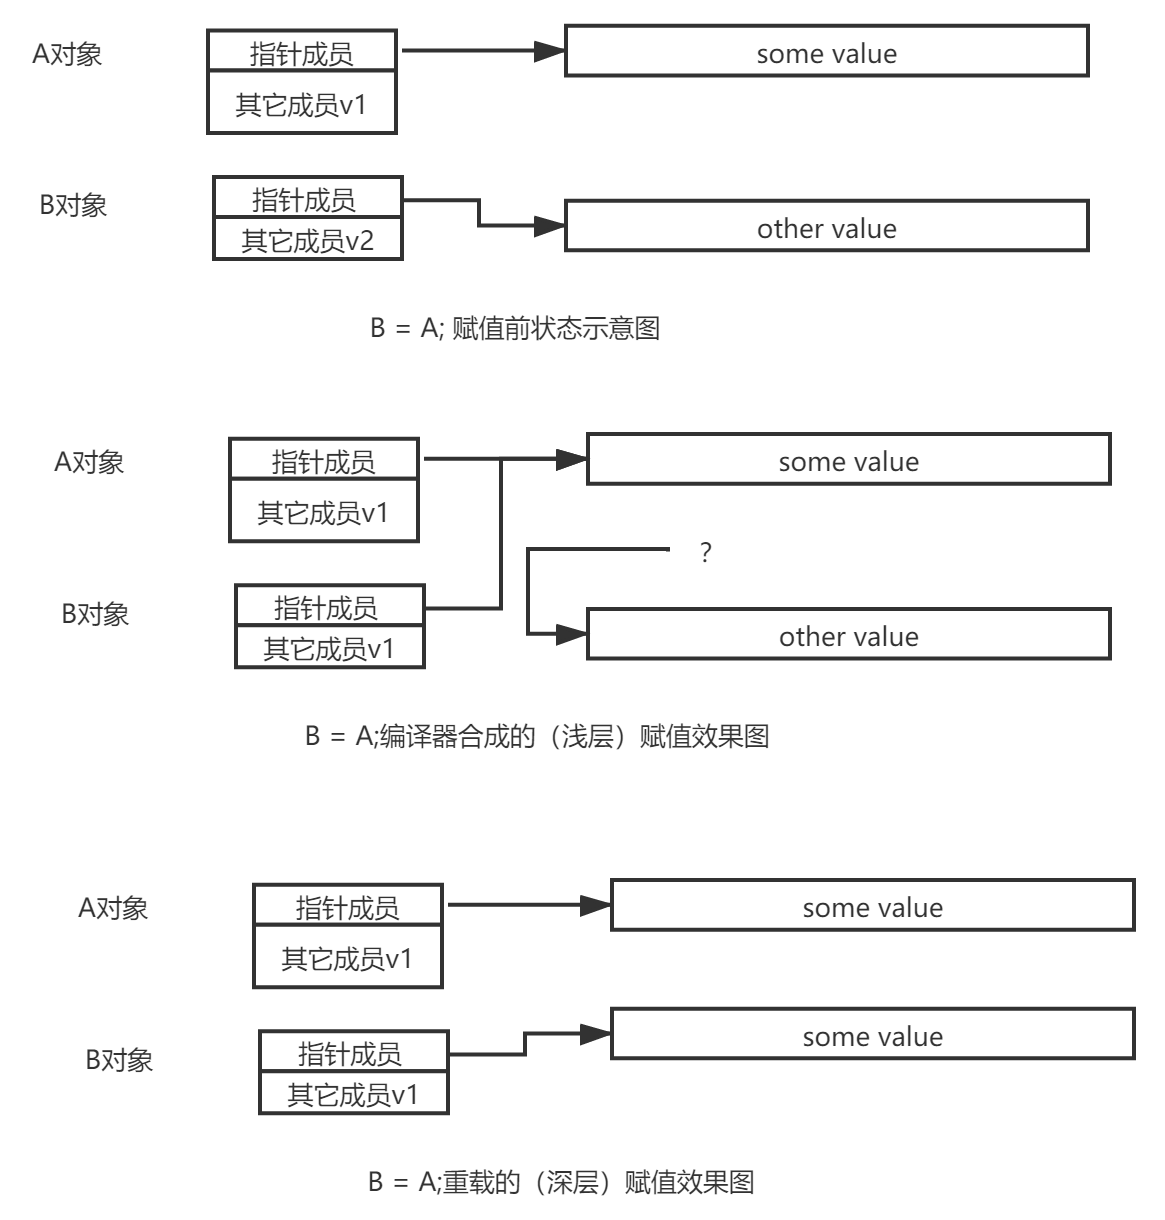 A对象
指针成员
some value
其它成员v1
B对象
指针成员
other value
其它成员v2
B = A; 赋值前状态示意图
A对象
指针成员
some value
其它成员v1
?
B对象
指针成员
other value
其它成员v1
B = A;编译器合成的（浅层）赋值效果图
A对象
指针成员
some value
其它成员v1
B对象
指针成员
some value
其它成员v1
B = A;重载的（深层）赋值效果图